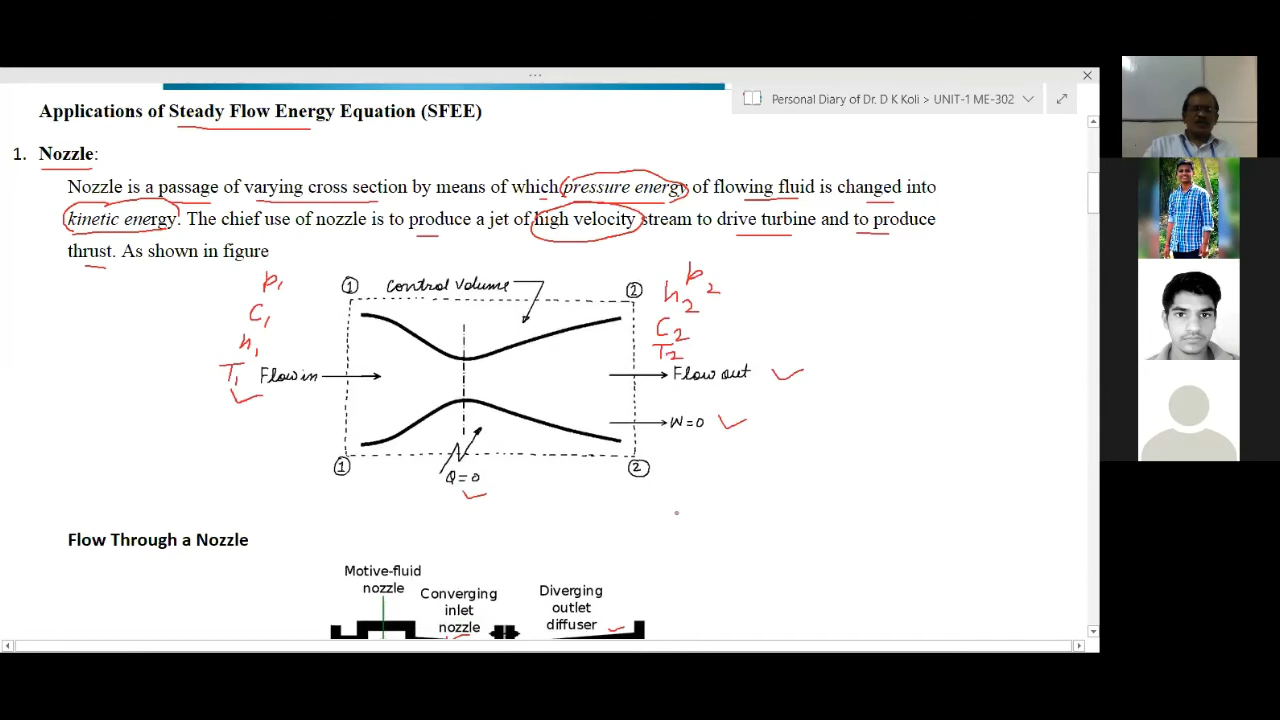 Applications of Steady Flow Energy Equation (SFEE)
Personal Diary of Dr. D K Koli > UNIT-1 ME-302
1. Nozzle:
Nozzle is a passage of varying cross section by means of which pressure energy of flowing fluid is changed into
kinetic energy. The chief use of nozzle is to produce a jet of high velocity stream to drive turbine and to produce
thrust. As shown in figure
p1
C1
h1
T1
1
Control Volume
2
p2
h2
C2
T2
Flow in
Flow out
W=0
1
2
Q=0
Flow Through a Nozzle
Motive-fluid
nozzle
Converging
inlet
nozzle
Diverging
outlet
diffuser